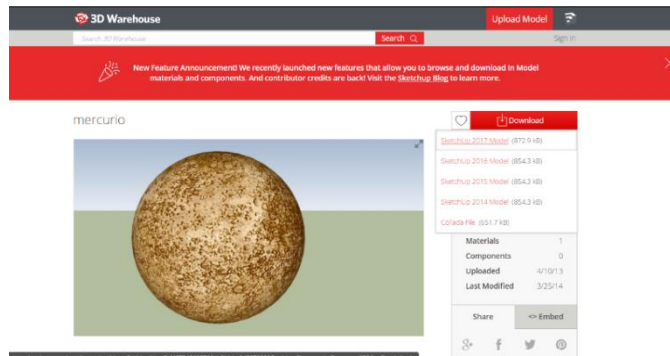 3D Warehouse
Upload Model
Search 3D Warehouse
Search
Sign In
New Feature Announcement! We recently launched new features that allow you to browse and download in Model
materials and components. And contributor credits are back! Visit the Sketchup Blog to learn more.
mercurio
Download
SketchUp 2017 Model (872.9 kB)
SketchUp 2016 Model (854.3 kB)
SketchUp 2015 Model (854.3 kB)
SketchUp 2014 Model (854.3 kB)
Collada File (651.7 kB)
Materials 1
Components 0
Uploaded 4/10/13
Last Modified 3/25/14
Share
<> Embed